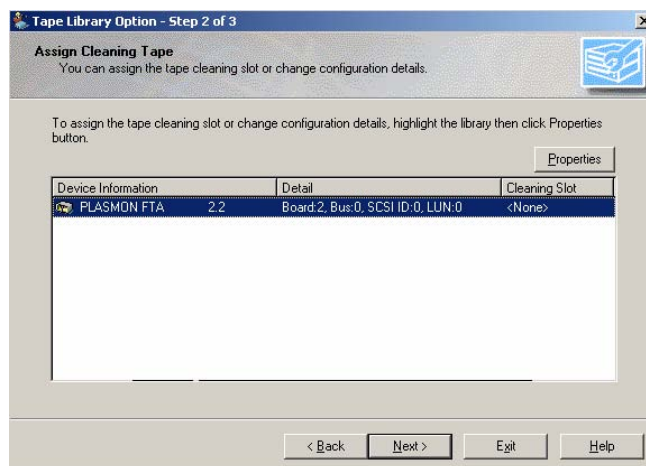 Tape Library Option - Step 2 of 3
Assign Cleaning Tape
You can assign the tape cleaning slot or change configuration details.
To assign the tape cleaning slot or change configuration details, highlight the library then click Properties
button.
Properties
Device Information Detail Cleaning Slot
PLASMON FTA 2.2 Board:2, Bus:0, SCSI ID:0, LUN:0 <None>
< Back Next > Exit Help